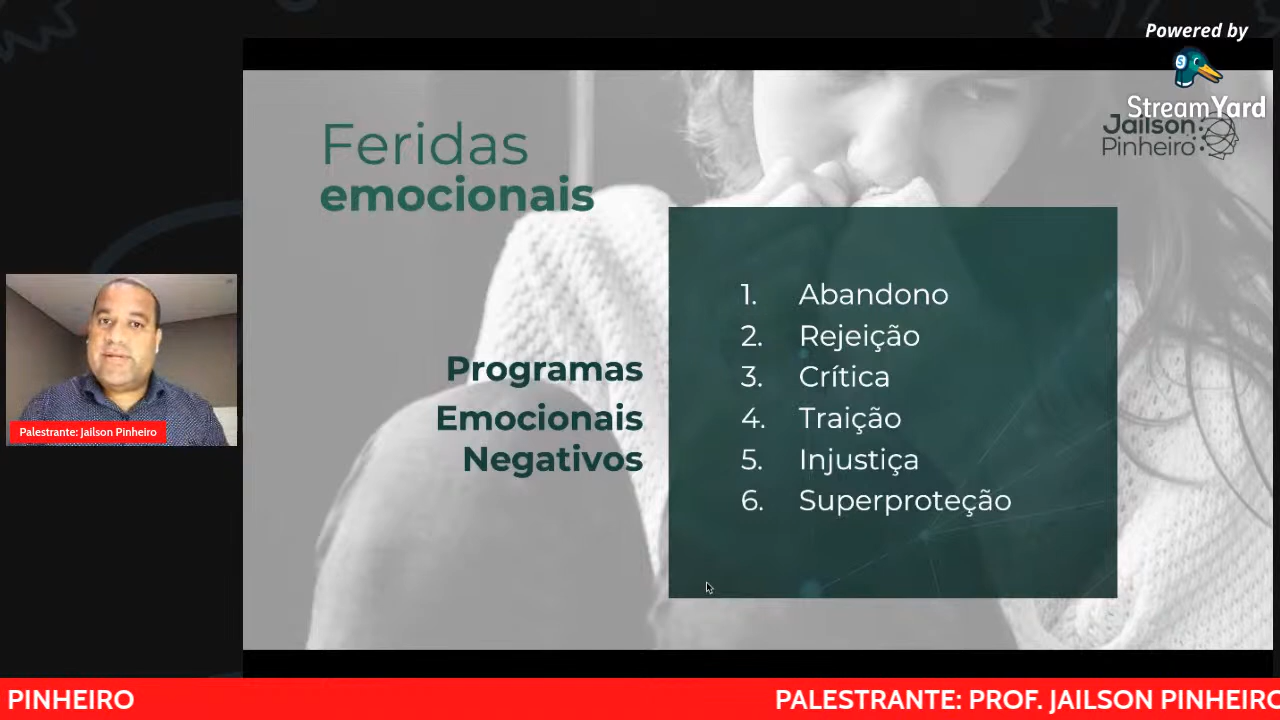 Powered by
StreamYard
Jailson
Pinheiro
Feridas
emocionais
Programas
Emocionais
Negativos
1. Abandono
2. Rejeição
3. Crítica
4. Traição
5. Injustiça
6. Superproteção
Palestrante: Jailson Pinheiro
PINHEIRO
PALESTRANTE: PROF. JAILSON PINHEIRO